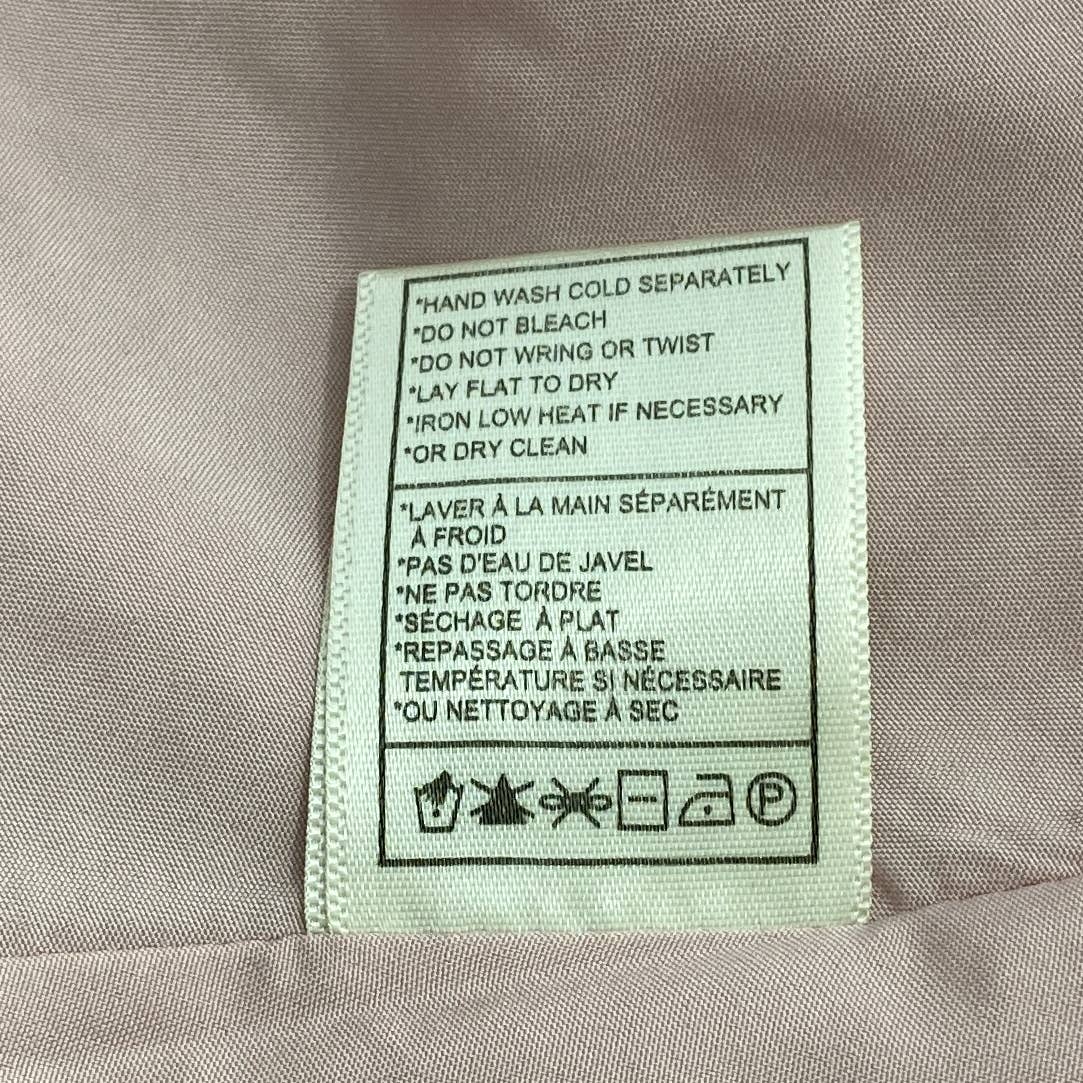 *HAND WASH COLD SEPARATELY
*DO NOT BLEACH
*DO NOT WRING OR TWIST
*LAY FLAT TO DRY
*IRON LOW HEAT IF NECESSARY
*OR DRY CLEAN
*LAVER À LA MAIN SÉPARÉMENT
À FROID
*PAS D'EAU DE JAVEL
*NE PAS TORDRE
*SÉCHAGE À PLAT
*REPASSAGE À BASSE
TEMPÉRATURE SI NÉCESSAIRE
*OU NETTOYAGE À SEC
P